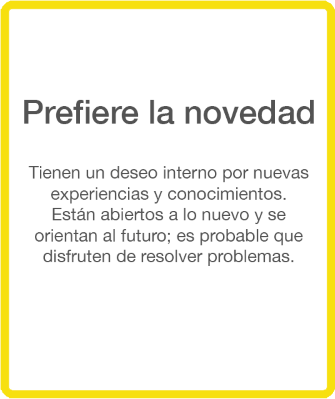 Prefiere la novedad
Tienen un deseo interno por nuevas
experiencias y conocimientos.
Están abiertos a lo nuevo y se
orientan al futuro; es probable que
disfruten de resolver problemas.